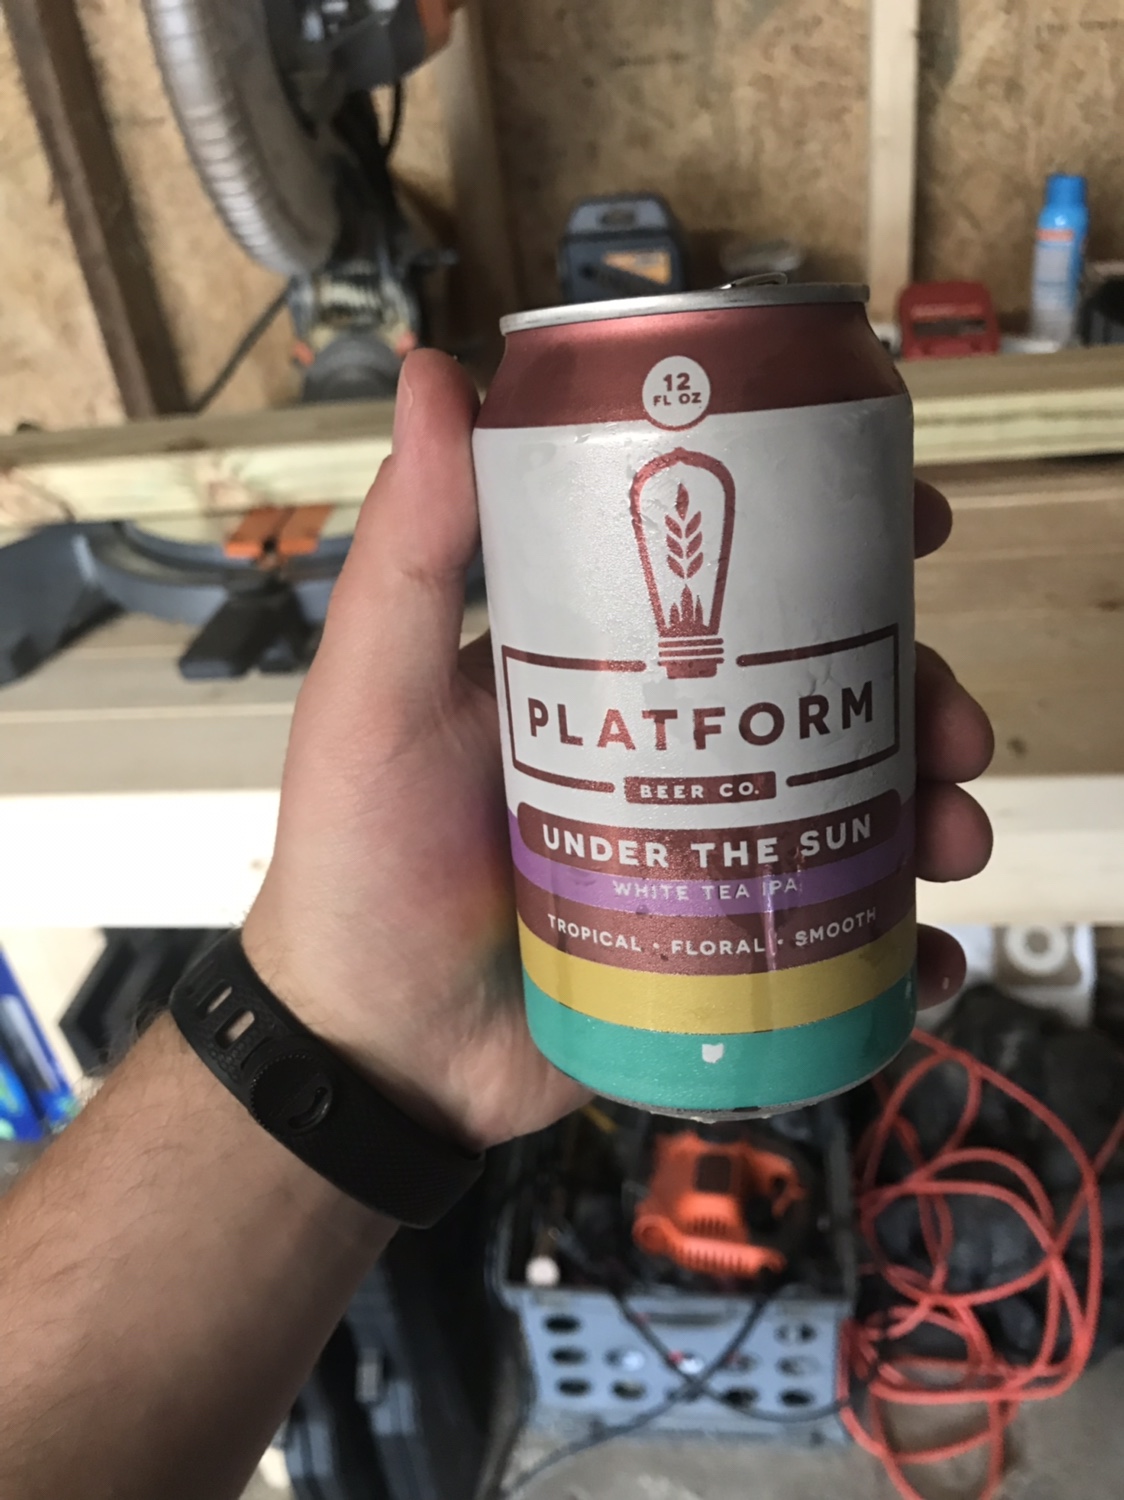 12
FL OZ
PLATFORM
BEER CO.
UNDER THE SUN
WHITE TEA IPA
TROPICAL • FLORAL • SMOOTH